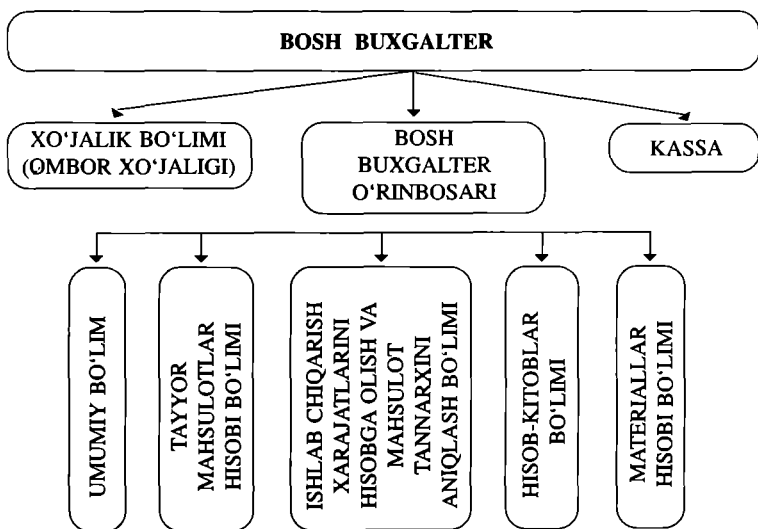 BOSH BUXGALTER
XO‘JALIK BO‘LIMI
(OMBOR XO‘JALIGI)
BOSH
BUXGALTER
O‘RINBOSARI
KASSA
UMUMIY BO‘LIM
TAYYOR
MAHSULOTLAR
HISOBI BO‘LIMI
ISHLAB CHIQARISH
XARAJATLARINI
HISOBGA OLISH VA
MAHSULOT
TANNARXINI
ANIQLASH BO‘LIMI
HISOB-KITOBLAR
BO‘LIMI
MATERIALLAR
HISOBI BO‘LIMI